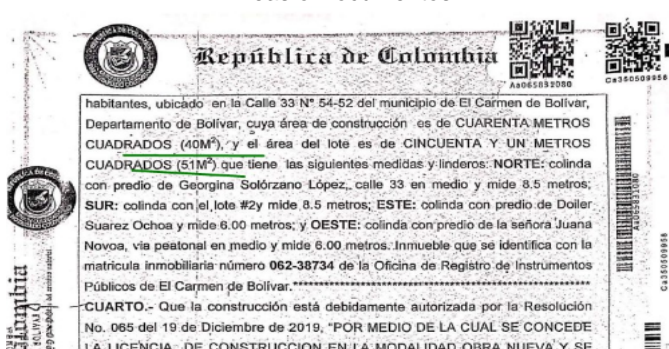 República de Colombia
Aa065832080
Ca350509958
habitantes, ubicado en la Calle 33 N° 54-52 del municipio de El Carmen de Bolívar,
Departamento de Bolívar, cuya área de construcción es de CUARENTA METROS
CUADRADOS (40M²), y el área del lote es de CINCUENTA Y UN METROS
CUADRADOS (51M²) que tiene las siguientes medidas y linderos: NORTE: colinda
con predio de Georgina Solórzano López, calle 33 en medio y mide 8.5 metros;
SUR: colinda con el lote #2y mide 8.5 metros; ESTE: colinda con predio de Doiler
Suarez Ochoa y mide 6.00 metros; y OESTE: colinda con predio de la señora Juana
Novoa, via peatonal en medio y mide 6.00 metros. Inmueble que se identifica con la
matricula inmobiliaria número 062-38734 de la Oficina de Registro de Instrumentos
Públicos de El Carmen de Bolívar.
CUARTO.- Que la construcción está debidamente autorizada por la Resolución
No. 065 del 19 de Diciembre de 2019, "POR MEDIO DE LA CUAL SE CONCEDE
LA LICENCIA DE CONSTRUCCION EN LA MODALIDAD OBRA NUEVA Y SE
Aa065832080
Ca350509958